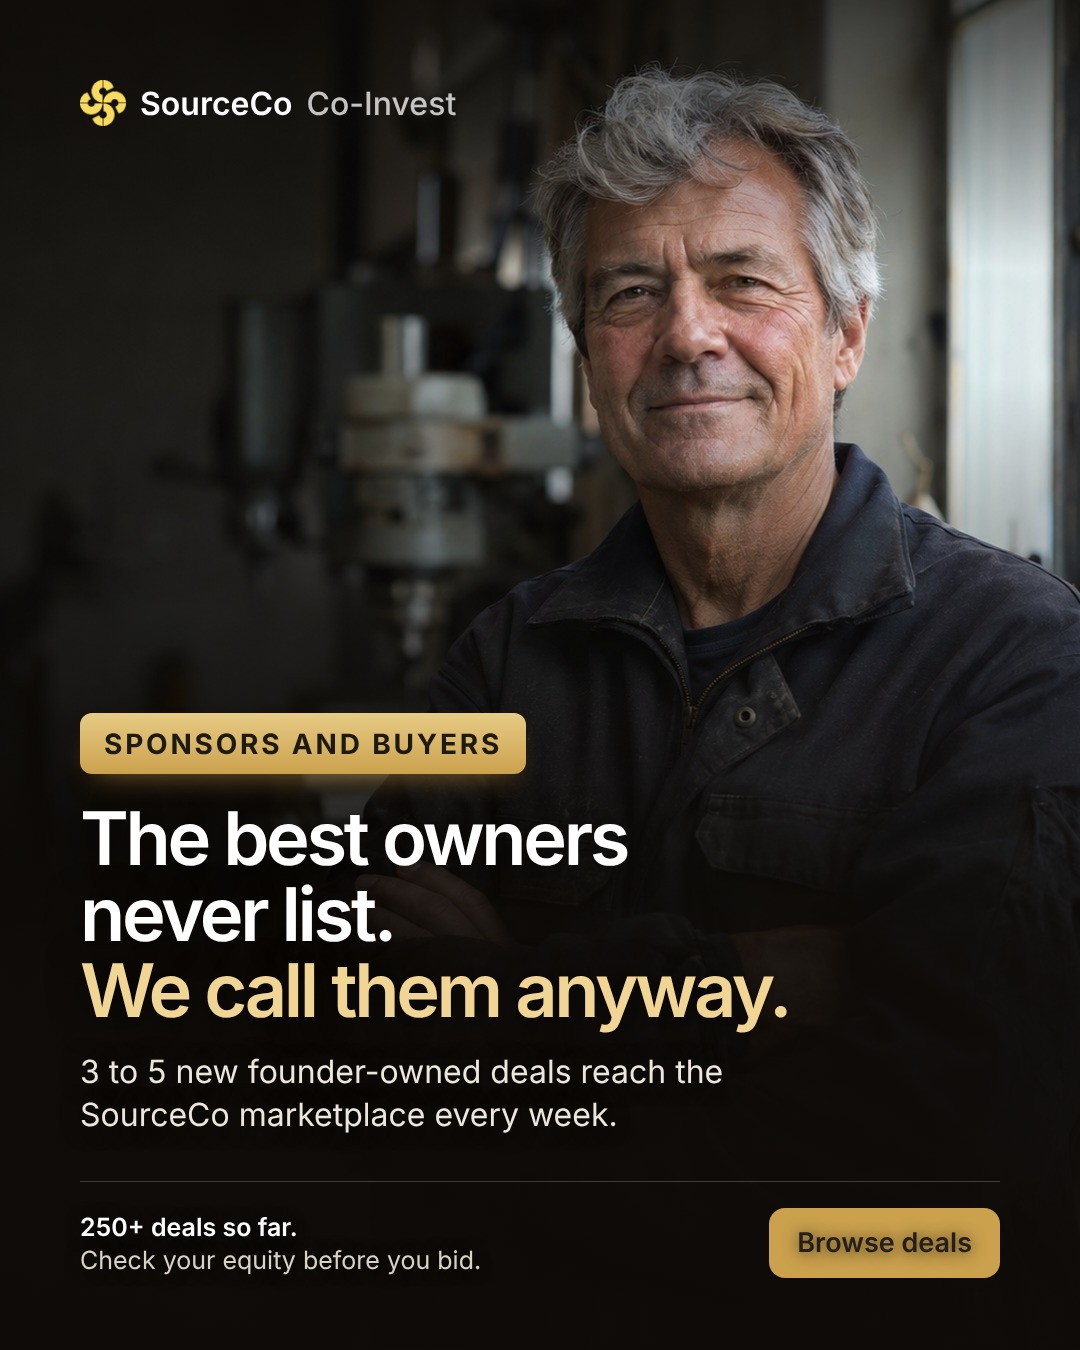 SourceCo Co-Invest
SPONSORS AND BUYERS
The best owners
never list.
We call them anyway.
3 to 5 new founder-owned deals reach the
SourceCo marketplace every week.
250+ deals so far.
Check your equity before you bid.
Browse deals